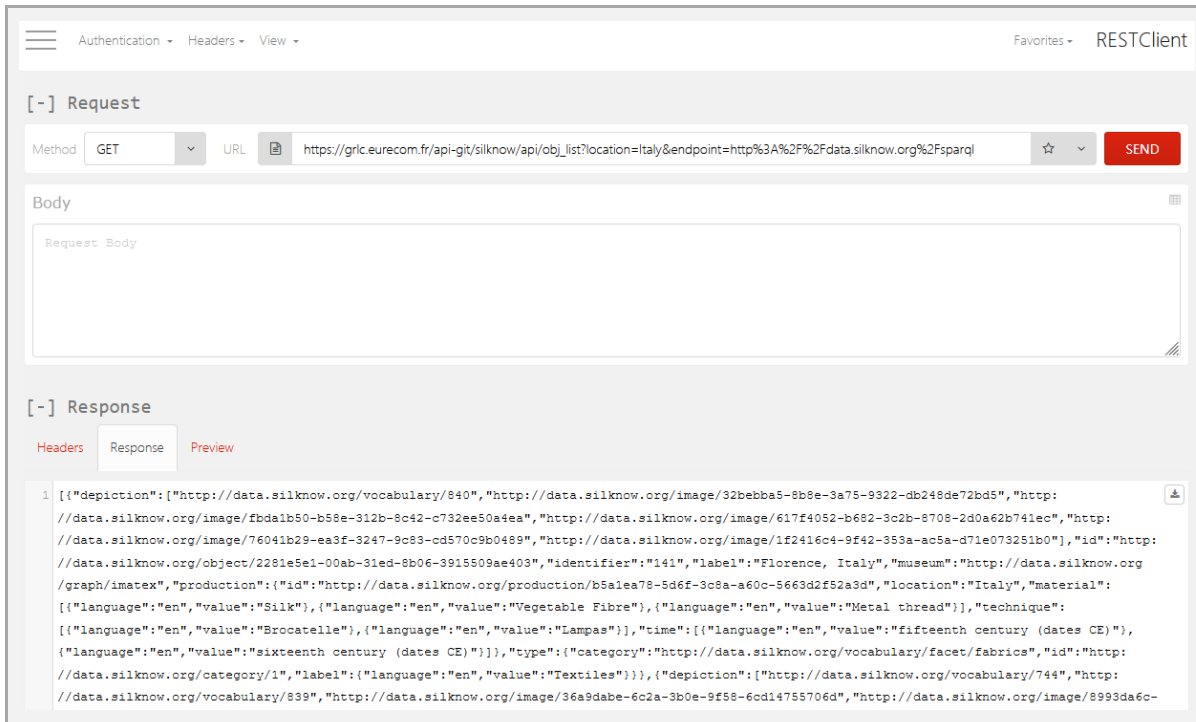 Authentication Headers View Favorites RESTClient
[-] Request
Method GET URL https://grlc.eurecom.fr/api-git/silknow/api/obj_list?location=Italy&endpoint=http%3A%2F%2Fdata.silknow.org%2Fsparql SEND
Body
Request Body
[-] Response
Headers Response Preview
1 [{"depiction":["http://data.silknow.org/vocabulary/840","http://data.silknow.org/image/32bebba5-8b8e-3a75-9322-db248de72bd5","http:
//data.silknow.org/image/fbda1b50-b58e-312b-8c42-c732ee50a4ea","http://data.silknow.org/image/617f4052-b682-3c2b-8708-2d0a62b741ec","http:
//data.silknow.org/image/76041b29-ea3f-3247-9c83-cd570c9b0489","http://data.silknow.org/image/1f2416c4-9f42-353a-ac5a-d71e073251b0"],"id":"http:
//data.silknow.org/object/2281e5e1-00ab-31ed-8b06-3915509ae403","identifier":"141","label":"Florence, Italy","museum":"http://data.silknow.org
/graph/imatex","production":{"id":"http://data.silknow.org/production/b5a1ea78-5d6f-3c8a-a60c-5663d2f52a3d","location":"Italy","material":
[{"language":"en","value":"Silk"},{"language":"en","value":"Vegetable Fibre"},{"language":"en","value":"Metal thread"}],"technique":
[{"language":"en","value":"Brocatelle"},{"language":"en","value":"Lampas"}],"time":[{"language":"en","value":"fifteenth century (dates CE)"},
{"language":"en","value":"sixteenth century (dates CE)"}]},"type":{"category":"http://data.silknow.org/vocabulary/facet/fabrics","id":"http:
//data.silknow.org/category/1","label":{"language":"en","value":"Textiles"}}},{"depiction":["http://data.silknow.org/vocabulary/744","http:
//data.silknow.org/vocabulary/839","http://data.silknow.org/image/36a9dabe-6c2a-3b0e-9f58-6cd14755706d","http://data.silknow.org/image/8993da6c-